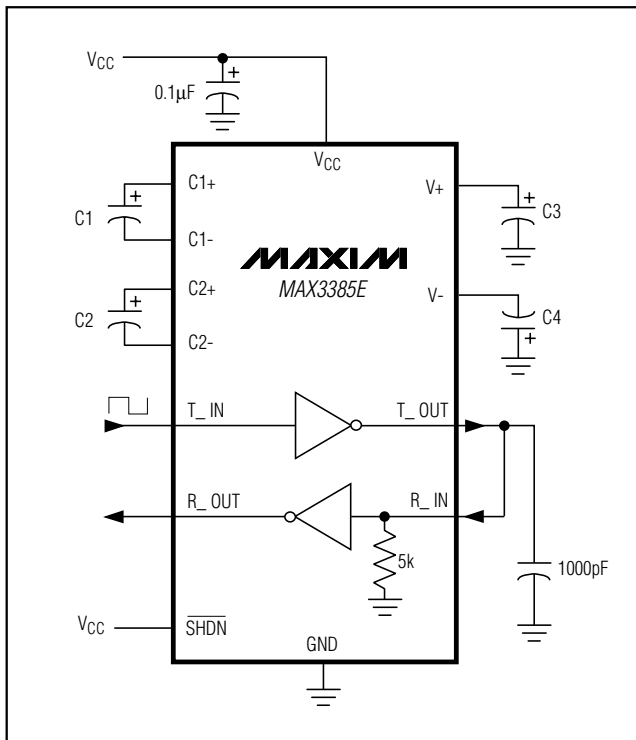 VCC
0.1μF
+
VCC
C1+
V+
C1
+
+
C3
C1-
MAXIM
MAX3385E
C2+
V-
C2
+
C4
C2-
+
T_ IN
T_ OUT
R_ OUT
R_ IN
5k
1000pF
VCC
SHDN
GND